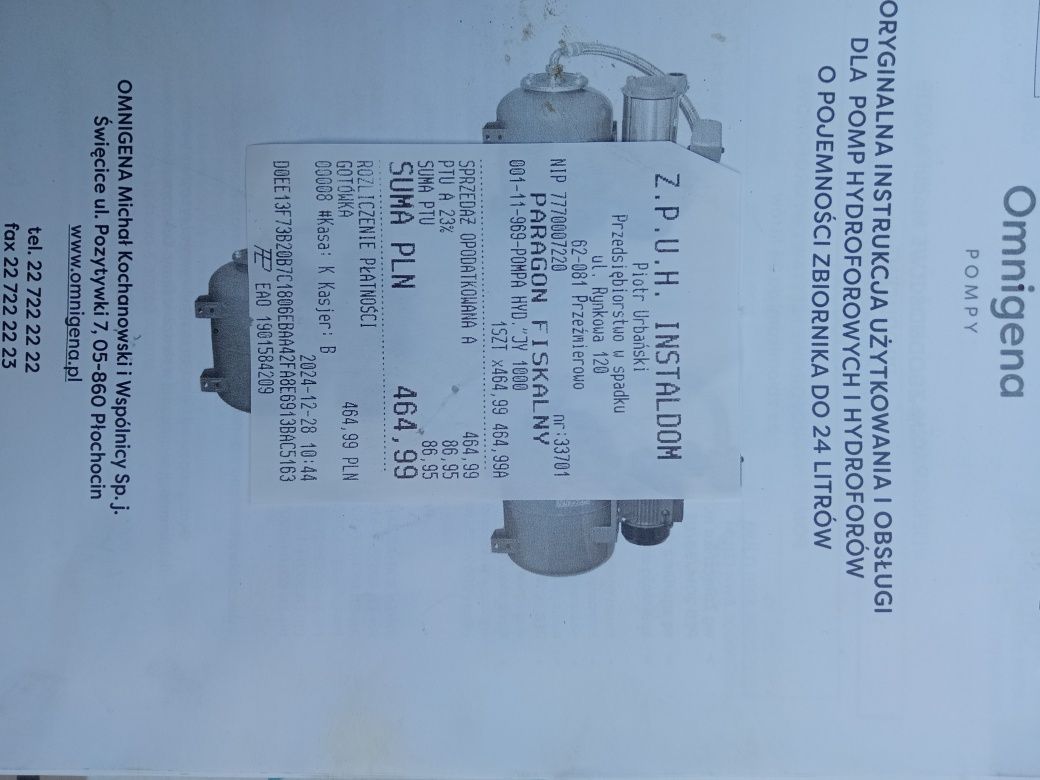 Omnigena
POMPY
ORYGINALNA INSTRUKCJA UŻYTKOWANIA I OBSŁUGI
DLA POMP HYDROFOROWYCH I HYDROFORÓW
O POJEMNOŚCI ZBIORNIKA DO 24 LITRÓW
Z.P.U.H. INSTALDOM
Piotr Urbański
Przedsiębiorstwo w spadku
ul. Rynkowa 120
62-081 Przeźmierowo
NIP 7770007220 nr:33701
PARAGON FISKALNY
001-11-969-POMPA HYD."JY 1000
1SZT x464,99 464,99A
SPRZEDAŻ OPODATKOWANA A 464,99
PTU A 23% 86,95
SUMA PTU 86,95
SUMA PLN 464,99
ROZLICZENIE PŁATNOŚCI
GOTÓWKA 464,99 PLN
00008 #Kasa: K Kasjer: B
2024-12-28 10:44
D0EE13F73B20B7C1806EBAA42FA8E6913BAC5163
EAO 1901584209
OMNIGENA Michał Kochanowski i Wspólnicy Sp. j.
Święcice ul. Pozytywki 7, 05-860 Płochocin
www.omnigena.pl
tel. 22 722 22 22
fax 22 722 22 23